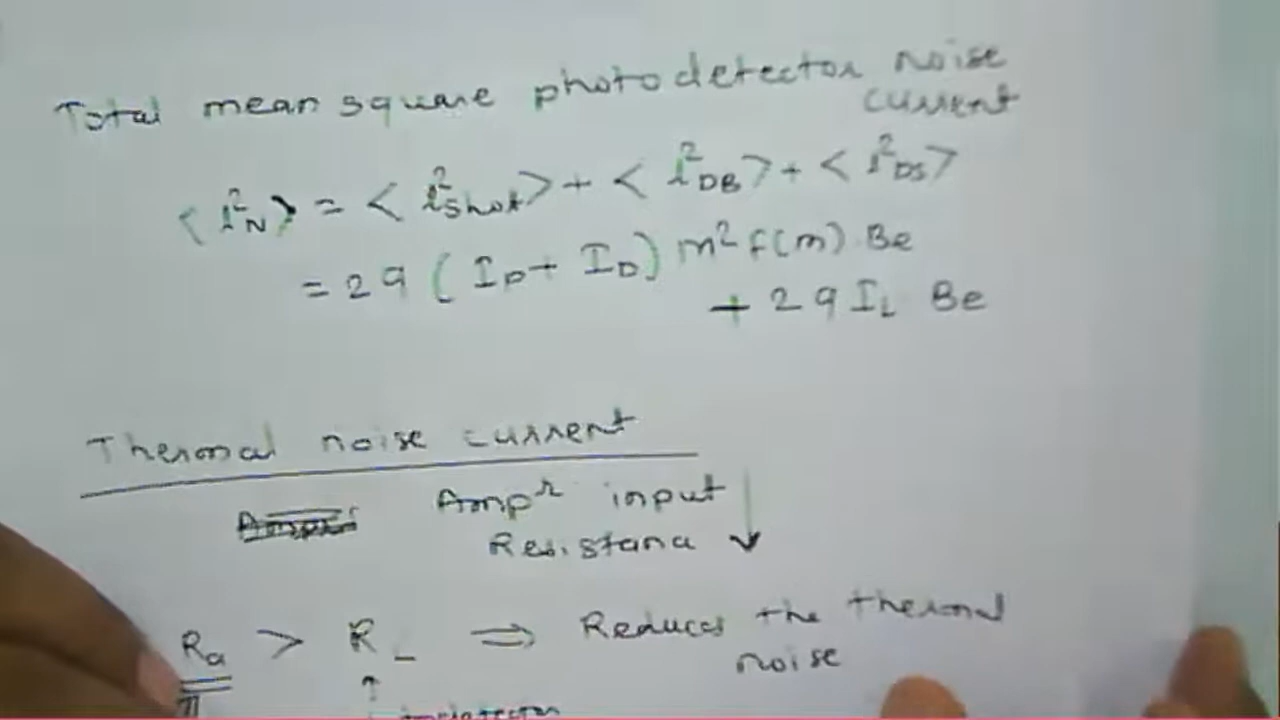 Total mean square photodetector noise
current
<i²N> = < i²shot> + < i²DB> + < i²DS>
= 2q (Ip + ID) m² F(m) Be
+ 2q IL Be
Thermal noise current
Ampr input
Resistana ↓
Ra > RL ⇒ Reduces the thermal
noise
↑